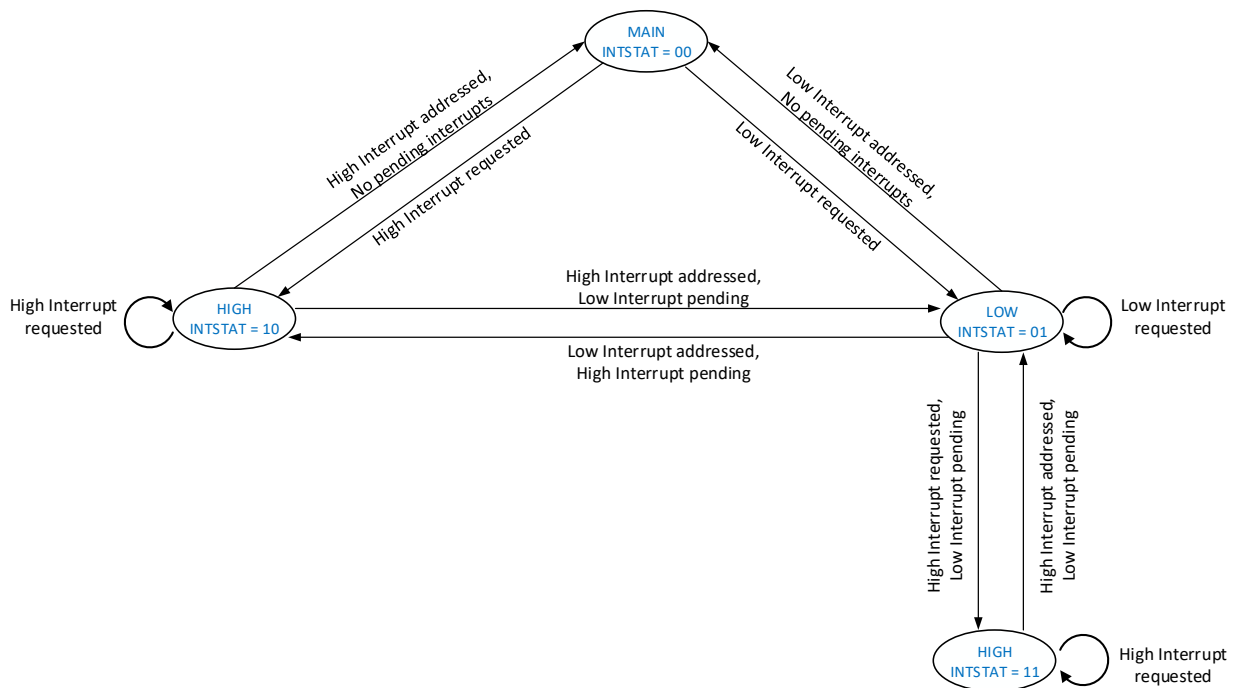 MAIN
INTSTAT = 00
High Interrupt addressed,
No pending interrupts
High Interrupt requested
Low Interrupt addressed,
No pending interrupts
Low Interrupt requested
High Interrupt
requested
HIGH
INTSTAT = 10
High Interrupt addressed,
Low Interrupt pending
Low Interrupt addressed,
High Interrupt pending
LOW
INTSTAT = 01
Low Interrupt
requested
High Interrupt requested,
Low Interrupt pending
High Interrupt addressed,
Low Interrupt pending
HIGH
INTSTAT = 11
High Interrupt
requested